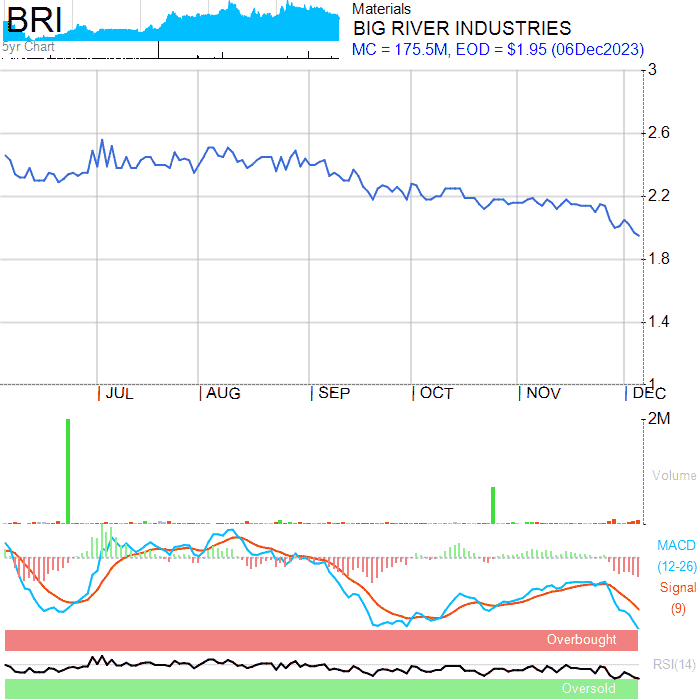 BRI
5yr Chart
Materials
BIG RIVER INDUSTRIES
MC = 175.5M, EOD = $1.95 (06Dec2023)
3
2.6
2.2
1.8
1.4
1
JUL AUG SEP OCT NOV DEC
2M
Volume
MACD
(12-26)
Signal
(9)
Overbought
RSI(14)
Oversold